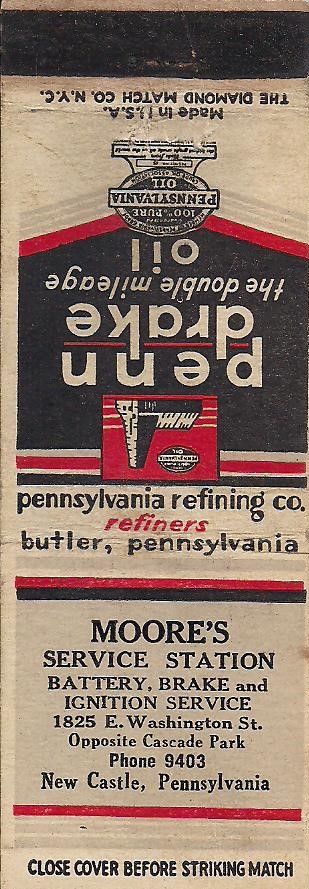 Made in U.S.A.
THE DIAMOND MATCH CO. N.Y.C.
100% PURE
PENNSYLVANIA
OIL
penn
drake
the double mileage
oil
pennsylvania refining co.
refiners
butler, pennsylvania
MOORE'S
SERVICE STATION
BATTERY, BRAKE and
IGNITION SERVICE
1825 E. Washington St.
Opposite Cascade Park
Phone 9403
New Castle, Pennsylvania
CLOSE COVER BEFORE STRIKING MATCH